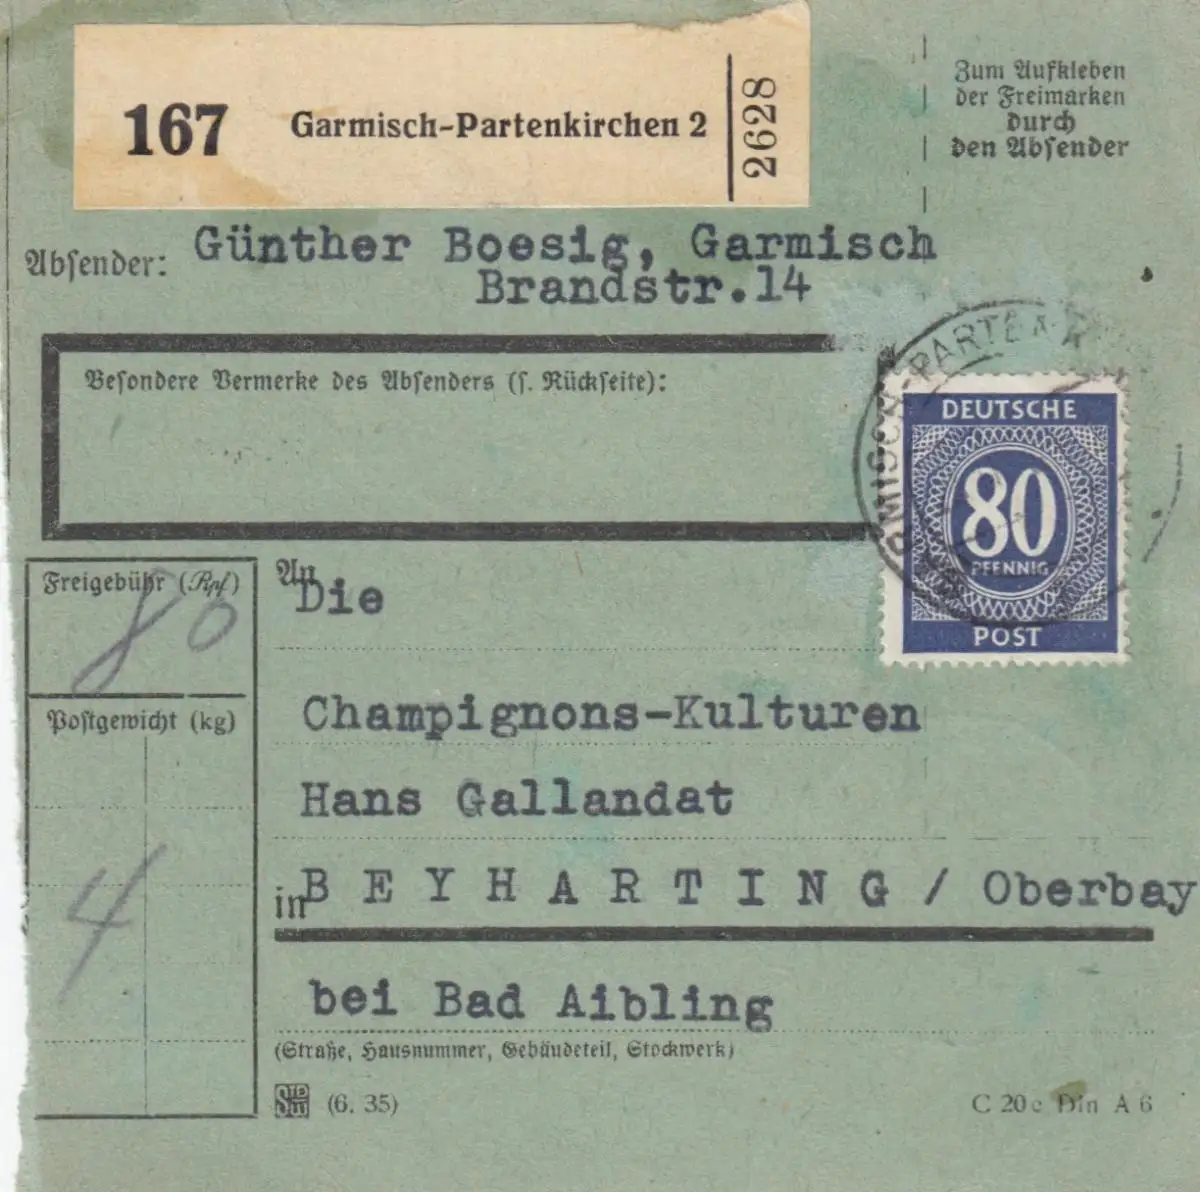 167 Garmisch-Partenkirchen 2 2628
Zum Aufkleben
der Freimarken
durch
den Absender
Absender: Günther Boesig, Garmisch
Brandstr.14
Besondere Vermerke des Absenders (s. Rückseite):
DEUTSCHE
80
PFENNIG
POST
Freigebühr (Rpf)
80
Postgewicht (kg)
4
An Die
Champignons-Kulturen
Hans Gallandat
in BEYHARTING / Oberbay
bei Bad Aibling
(Straße, Hausnummer, Gebäudeteil, Stockwerk)
(6. 35)
C 20c Din A 6